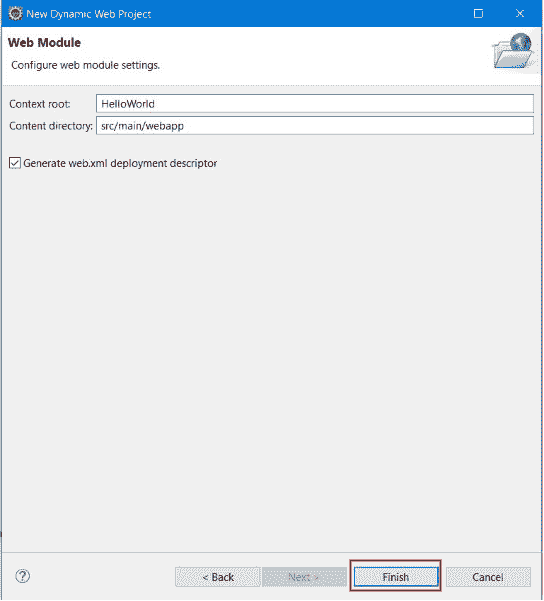 New Dynamic Web Project
Web Module
Configure web module settings.
Context root: HelloWorld
Content directory: src/main/webapp
Generate web.xml deployment descriptor
? < Back Next > Finish Cancel